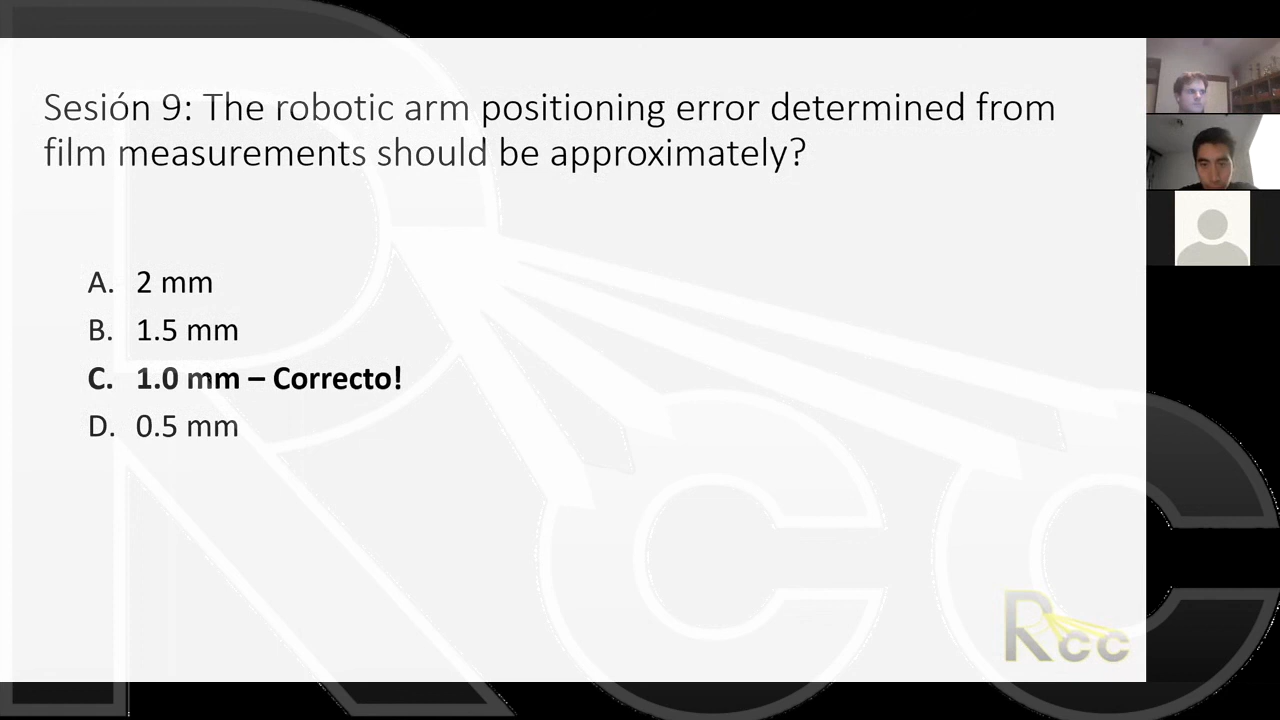 Sesión 9: The robotic arm positioning error determined from
film measurements should be approximately?
A. 2 mm
B. 1.5 mm
C. 1.0 mm – Correcto!
D. 0.5 mm
Rcc